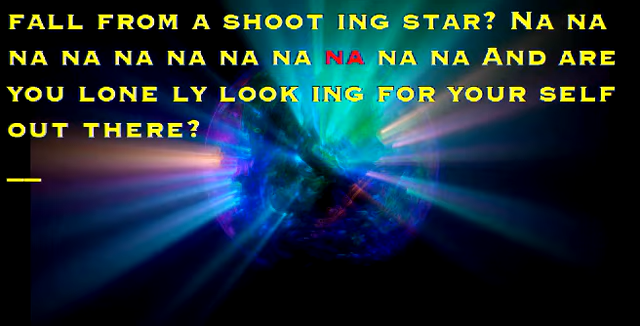 FALL FROM A SHOOT ING STAR? NA NA
NA NA NA NA NA NA NA NA NA AND ARE
YOU LONE LY LOOK ING FOR YOUR SELF
OUT THERE?
__